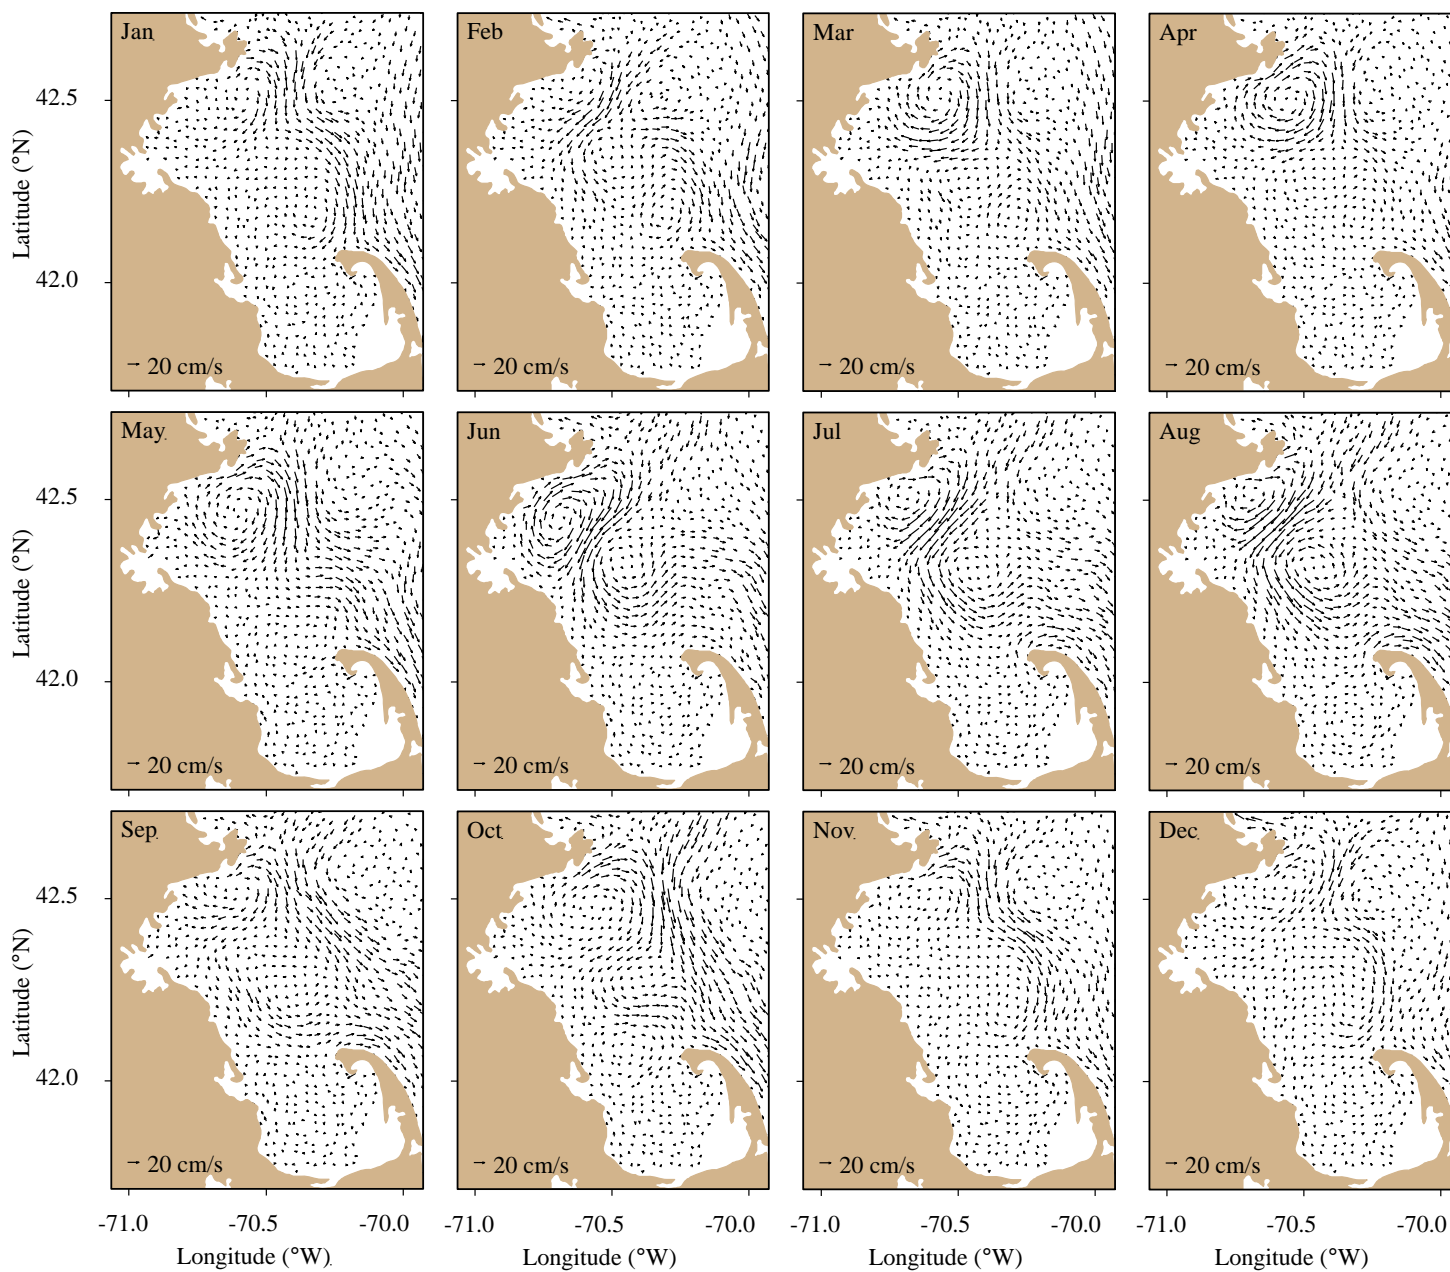 Jan
Feb
Mar
Apr
42.5
Latitude (°N)
42.0
→ 20 cm/s
→ 20 cm/s
→ 20 cm/s
→ 20 cm/s
May
Jun
Jul
Aug
42.5
Latitude (°N)
42.0
→ 20 cm/s
→ 20 cm/s
→ 20 cm/s
→ 20 cm/s
Sep
Oct
Nov
Dec
42.5
Latitude (°N)
42.0
→ 20 cm/s
→ 20 cm/s
→ 20 cm/s
→ 20 cm/s
-71.0 -70.5 -70.0
-71.0 -70.5 -70.0
-71.0 -70.5 -70.0
-71.0 -70.5 -70.0
Longitude (°W)
Longitude (°W)
Longitude (°W)
Longitude (°W)